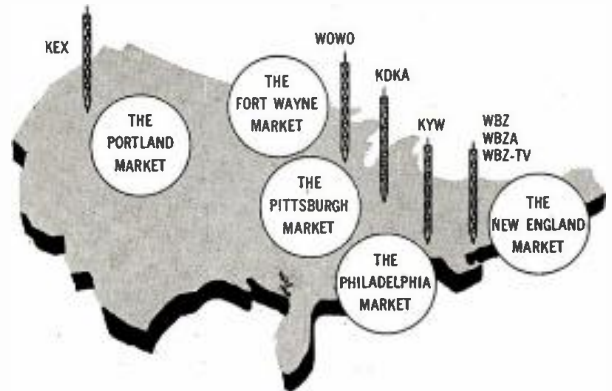 KEX
THE
PORTLAND
MARKET
THE
FORT WAYNE
MARKET
WOWO
KDKA
THE
PITTSBURGH
MARKET
KYW
WBZ
WBZA
WBZ-TV
THE
NEW ENGLAND
MARKET
THE
PHILADELPHIA
MARKET